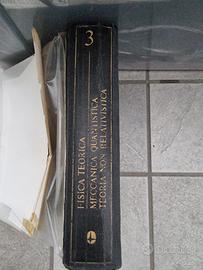 3
FISICA TEORICA
MECCANICA QUANTISTICA
TEORIA NON RELATIVISTICA